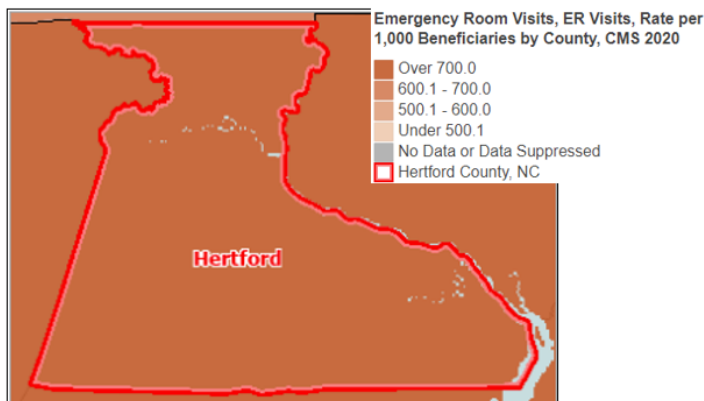 Emergency Room Visits, ER Visits, Rate per
1,000 Beneficiaries by County, CMS 2020
Over 700.0
600.1 - 700.0
500.1 - 600.0
Under 500.1
No Data or Data Suppressed
Hertford County, NC
Hertford